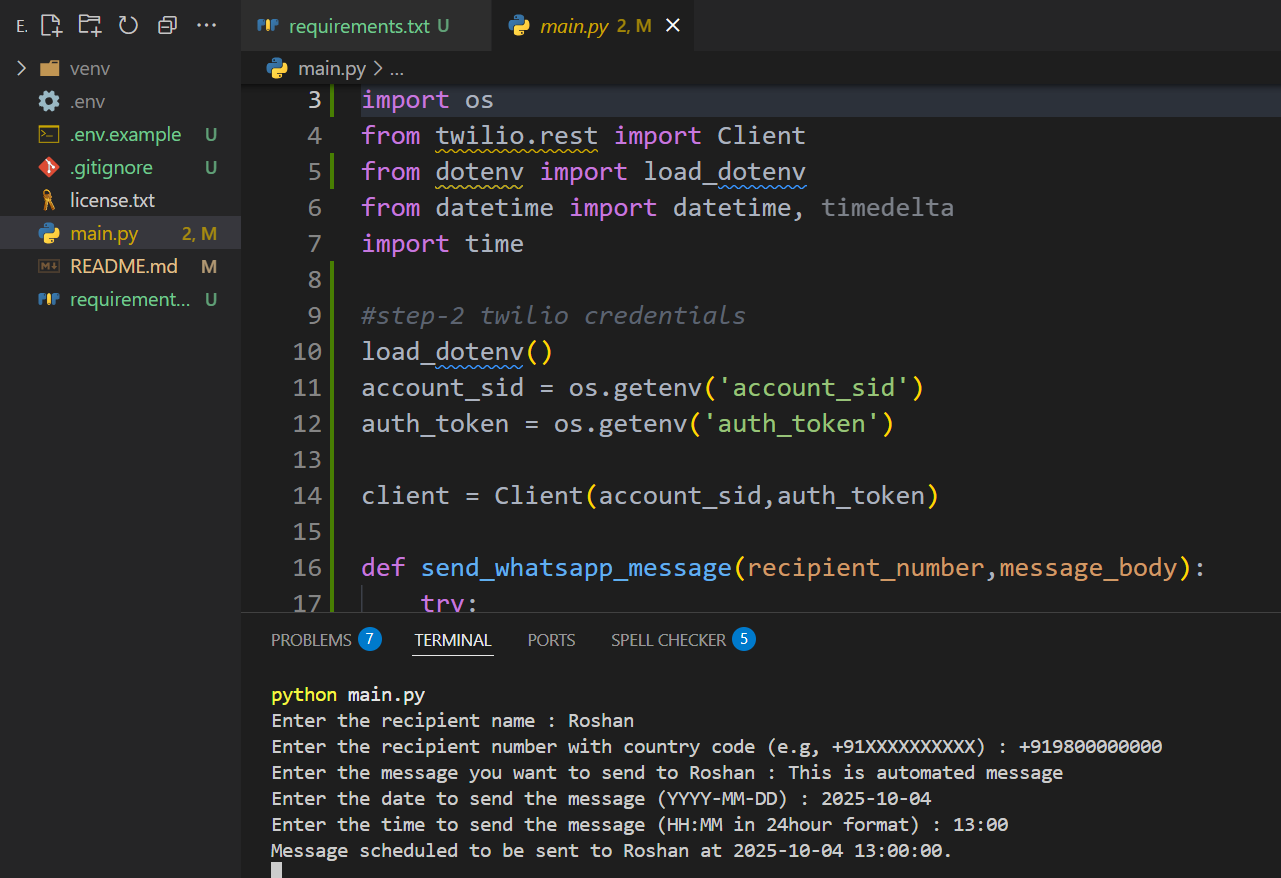 E.
requirements.txt U
main.py 2, M
venv
.env
.env.example U
.gitignore U
license.txt
main.py 2, M
README.md M
requirement... U
main.py > ...
3 import os
4 from twilio.rest import Client
5 from dotenv import load_dotenv
6 from datetime import datetime, timedelta
7 import time
8
9 #step-2 twilio credentials
10 load_dotenv()
11 account_sid = os.getenv('account_sid')
12 auth_token = os.getenv('auth_token')
13
14 client = Client(account_sid,auth_token)
15
16 def send_whatsapp_message(recipient_number,message_body):
17 try:
PROBLEMS 7 TERMINAL PORTS SPELL CHECKER 5
python main.py
Enter the recipient name : Roshan
Enter the recipient number with country code (e.g, +91XXXXXXXXXX) : +919800000000
Enter the message you want to send to Roshan : This is automated message
Enter the date to send the message (YYYY-MM-DD) : 2025-10-04
Enter the time to send the message (HH:MM in 24hour format) : 13:00
Message scheduled to be sent to Roshan at 2025-10-04 13:00:00.